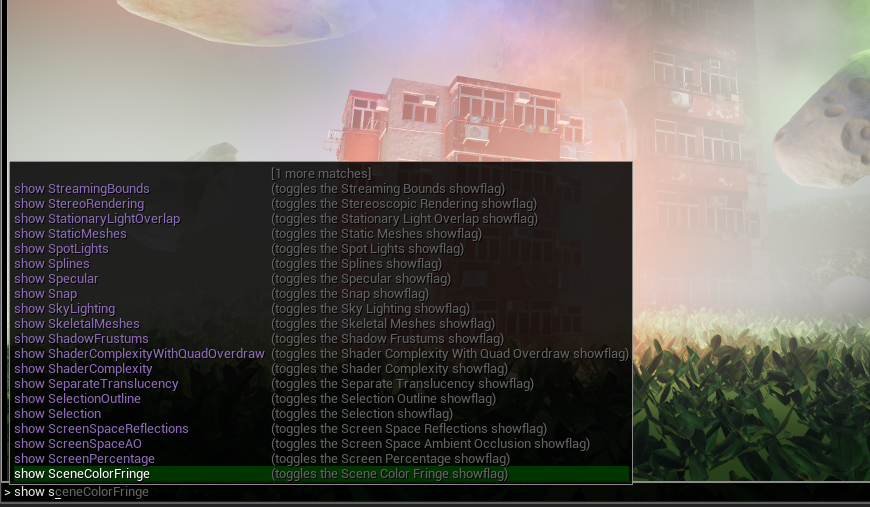 [1 more matches]
show StreamingBounds (toggles the Streaming Bounds showflag)
show StereoRendering (toggles the Stereoscopic Rendering showflag)
show StationaryLightOverlap (toggles the Stationary Light Overlap showflag)
show StaticMeshes (toggles the Static Meshes showflag)
show SpotLights (toggles the Spot Lights showflag)
show Splines (toggles the Splines showflag)
show Specular (toggles the Specular showflag)
show Snap (toggles the Snap showflag)
show SkyLighting (toggles the Sky Lighting showflag)
show SkeletalMeshes (toggles the Skeletal Meshes showflag)
show ShadowFrustums (toggles the Shadow Frustums showflag)
show ShaderComplexityWithQuadOverdraw (toggles the Shader Complexity With Quad Overdraw showflag)
show ShaderComplexity (toggles the Shader Complexity showflag)
show SeparateTranslucency (toggles the Separate Translucency showflag)
show SelectionOutline (toggles the Selection Outline showflag)
show Selection (toggles the Selection showflag)
show ScreenSpaceReflections (toggles the Screen Space Reflections showflag)
show ScreenSpaceAO (toggles the Screen Space Ambient Occlusion showflag)
show ScreenPercentage (toggles the Screen Percentage showflag)
show SceneColorFringe (toggles the Scene Color Fringe showflag)
> show s_ceneColorFringe